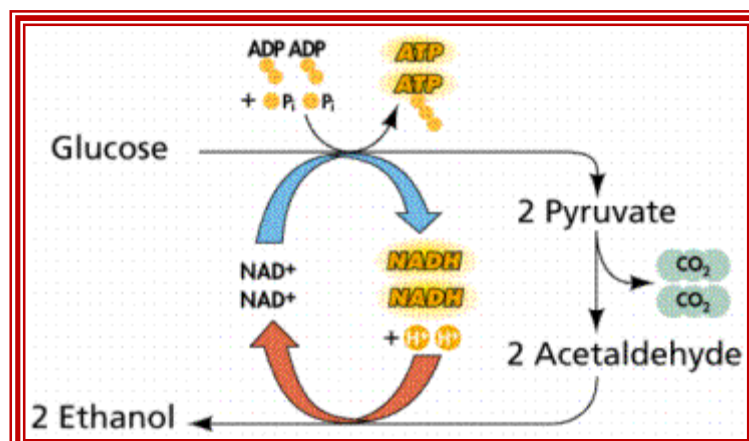 ADP ADP
+ Pi Pi
ATP
ATP
Glucose
2 Pyruvate
NAD+
NAD+
NADH
NADH
+ H+ H+
CO₂
CO₂
2 Acetaldehyde
2 Ethanol